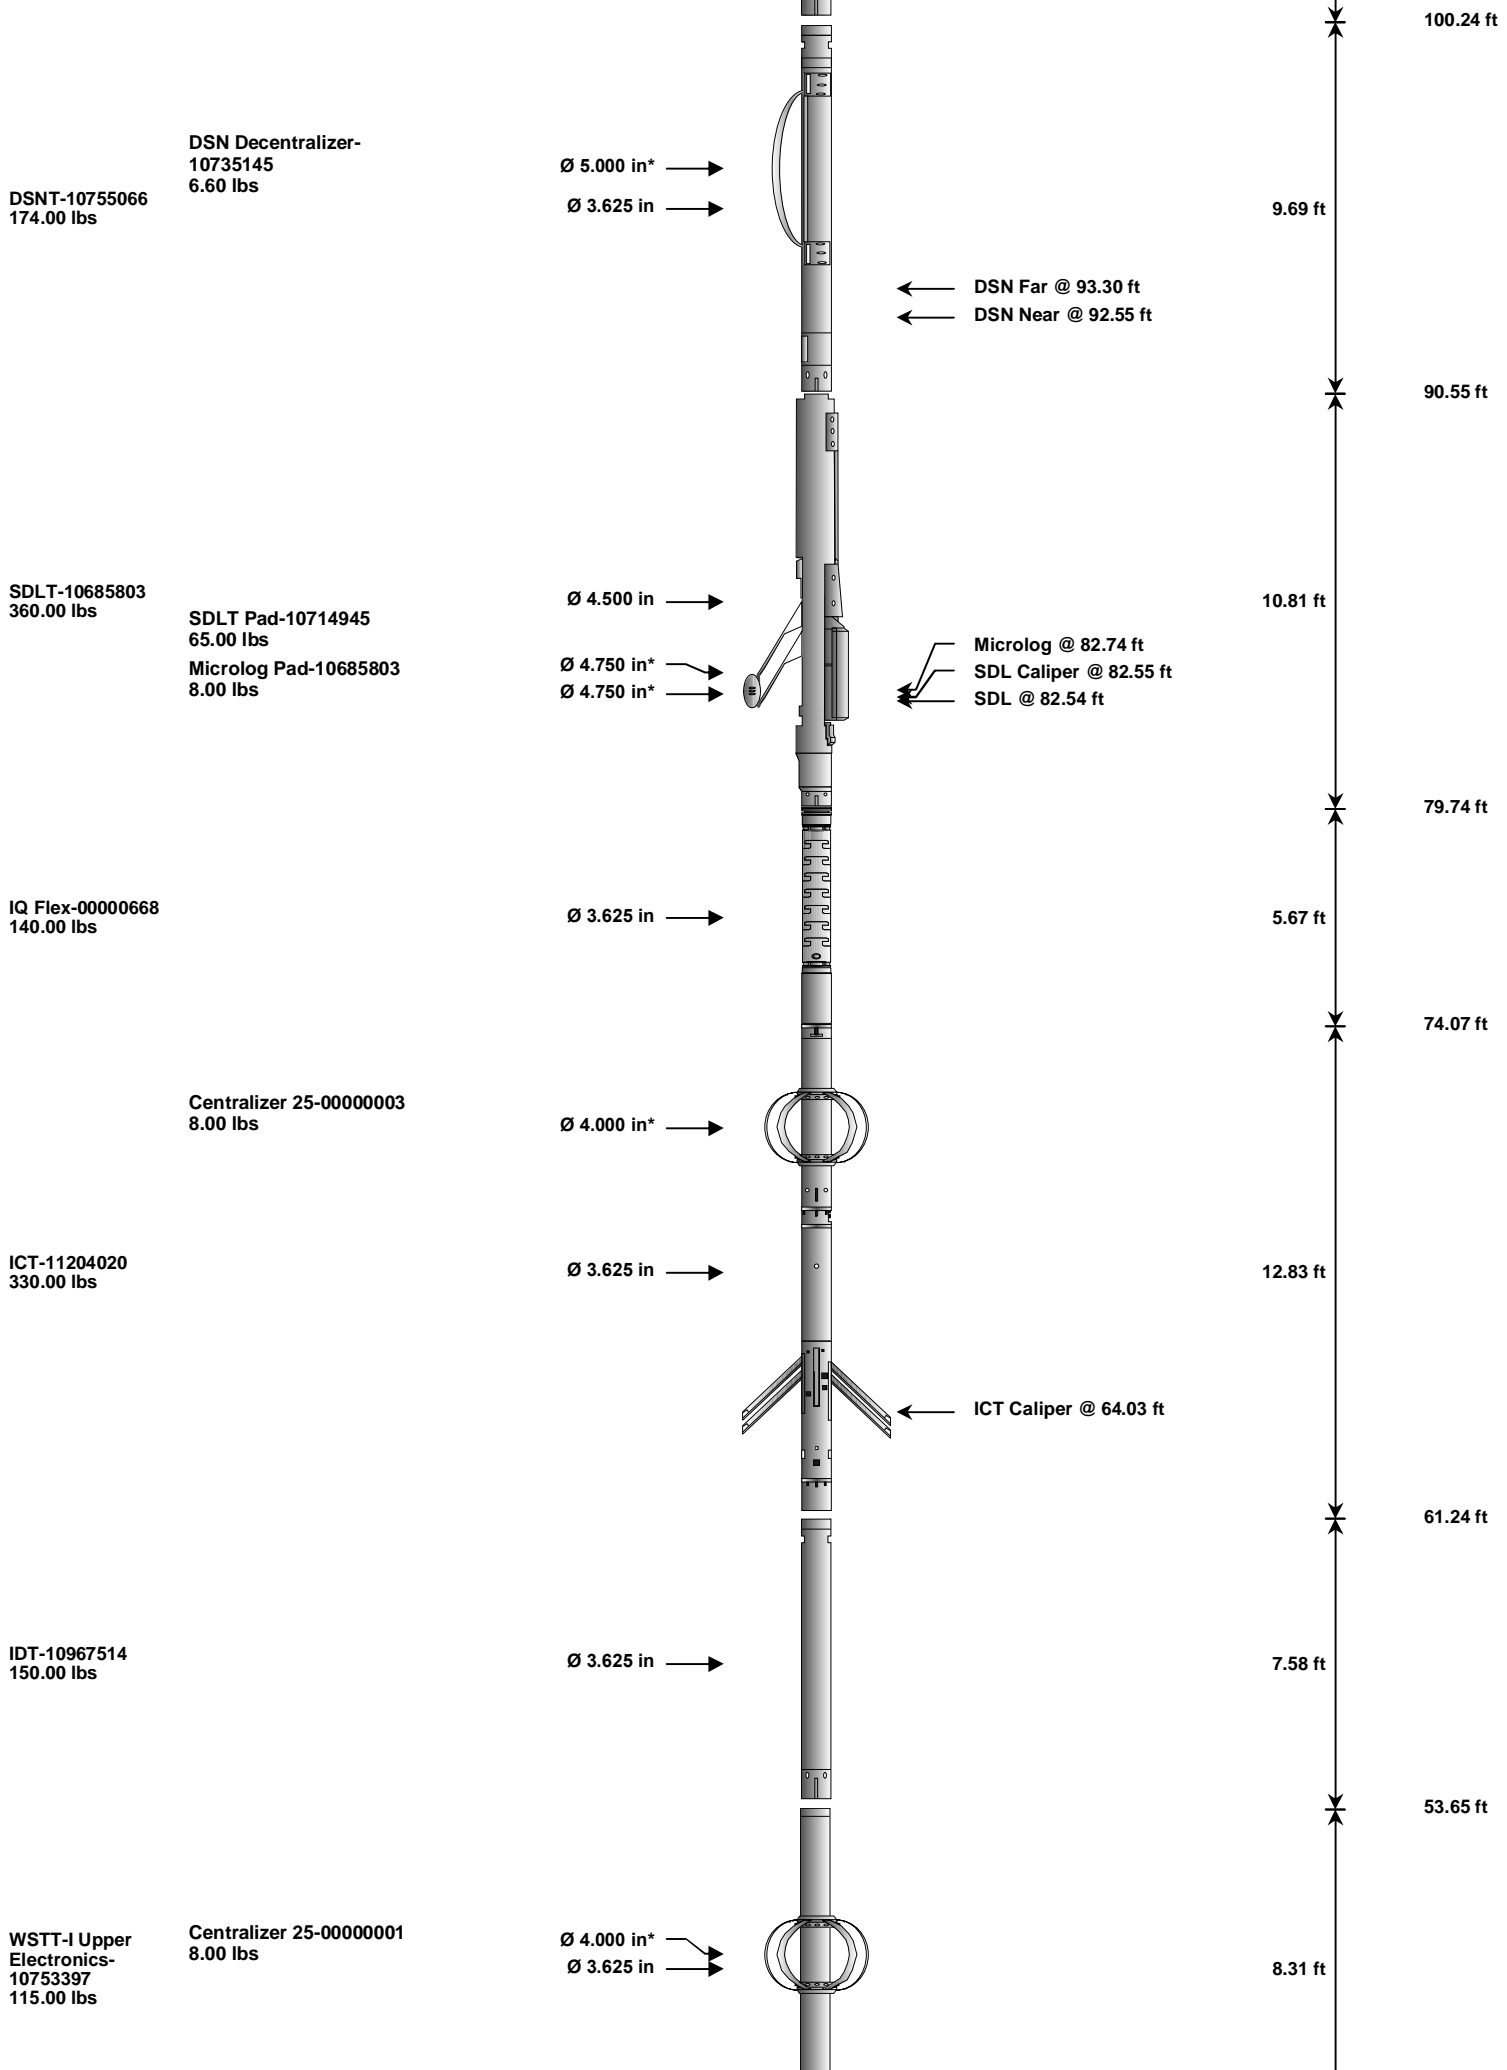 100.24 ft
DSN Decentralizer-
10735145
6.60 lbs
Ø 5.000 in*
DSNT-10755066
174.00 lbs
Ø 3.625 in
9.69 ft
DSN Far @ 93.30 ft
DSN Near @ 92.55 ft
90.55 ft
SDLT-10685803
360.00 lbs
Ø 4.500 in
10.81 ft
SDLT Pad-10714945
65.00 lbs
Microlog Pad-10685803
8.00 lbs
Ø 4.750 in*
Ø 4.750 in*
Microlog @ 82.74 ft
SDL Caliper @ 82.55 ft
SDL @ 82.54 ft
79.74 ft
IQ Flex-00000668
140.00 lbs
Ø 3.625 in
5.67 ft
74.07 ft
Centralizer 25-00000003
8.00 lbs
Ø 4.000 in*
ICT-11204020
330.00 lbs
Ø 3.625 in
12.83 ft
ICT Caliper @ 64.03 ft
61.24 ft
IDT-10967514
150.00 lbs
Ø 3.625 in
7.58 ft
53.65 ft
WSTT-I Upper
Electronics-
10753397
115.00 lbs
Centralizer 25-00000001
8.00 lbs
Ø 4.000 in*
Ø 3.625 in
8.31 ft